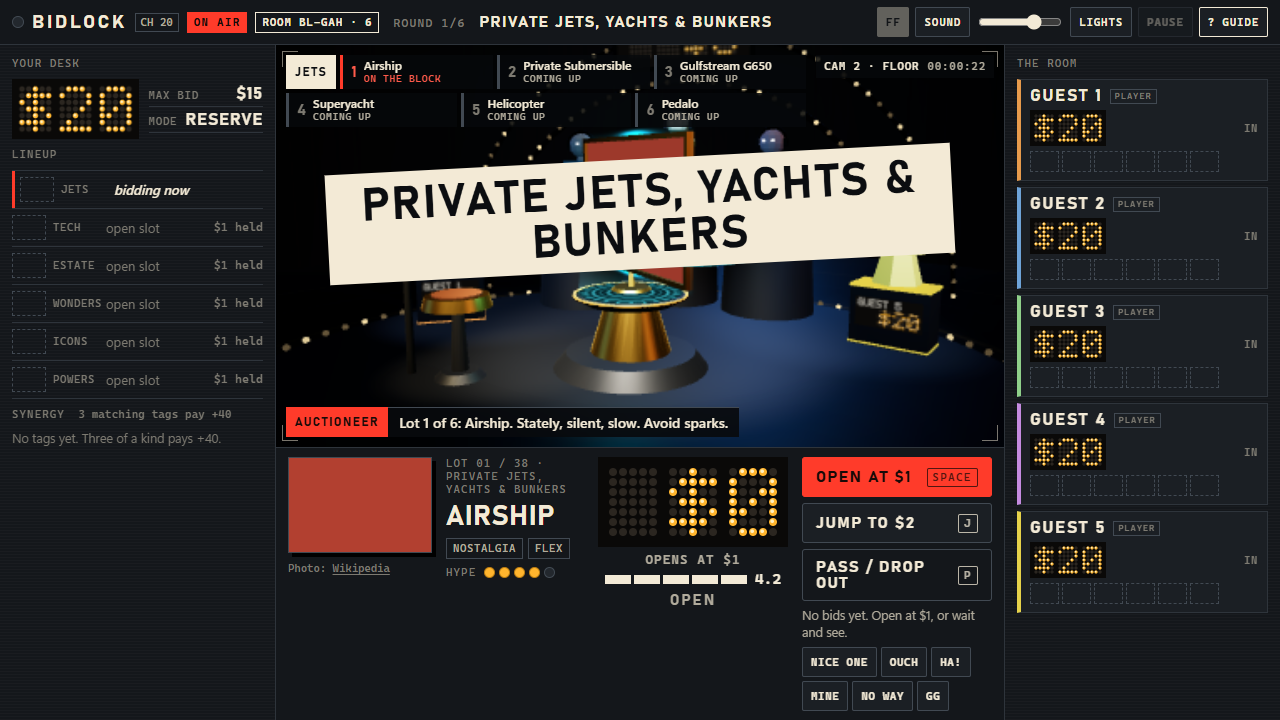 BIDLOCK CH 20 ON AIR ROOM BL-GAH · 6 ROUND 1/6 PRIVATE JETS, YACHTS & BUNKERS FF SOUND LIGHTS PAUSE ? GUIDE
YOUR DESK
$20
MAX BID $15
MODE RESERVE
LINEUP
JETS bidding now
TECH open slot $1 held
ESTATE open slot $1 held
WONDERS open slot $1 held
ICONS open slot $1 held
POWERS open slot $1 held
SYNERGY 3 matching tags pay +40
No tags yet. Three of a kind pays +40.
JETS
1 Airship
ON THE BLOCK
2 Private Submersible
COMING UP
3 Gulfstream G650
COMING UP
CAM 2 · FLOOR 00:00:22
4 Superyacht
COMING UP
5 Helicopter
COMING UP
6 Pedalo
COMING UP
PRIVATE JETS, YACHTS &
BUNKERS
GUEST 5
$20
AUCTIONEER Lot 1 of 6: Airship. Stately, silent, slow. Avoid sparks.
Photo: Wikipedia
LOT 01 / 38 ·
PRIVATE JETS,
YACHTS & BUNKERS
AIRSHIP
NOSTALGIA FLEX
HYPE
$0
OPENS AT $1
4.2
OPEN
OPEN AT $1 SPACE
JUMP TO $2 J
PASS / DROP
OUT P
No bids yet. Open at $1, or wait
and see.
NICE ONE OUCH HA!
MINE NO WAY GG
THE ROOM
GUEST 1 PLAYER
$20 IN
GUEST 2 PLAYER
$20 IN
GUEST 3 PLAYER
$20 IN
GUEST 4 PLAYER
$20 IN
GUEST 5 PLAYER
$20 IN